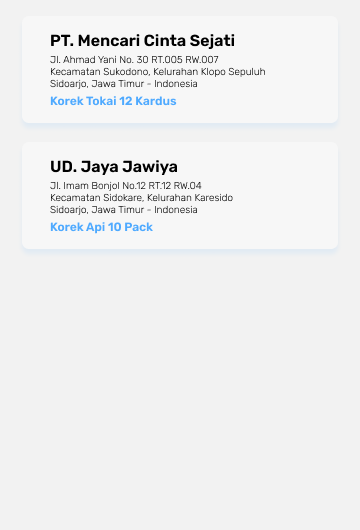 PT. Mencari Cinta Sejati
Jl. Ahmad Yani No. 30 RT.005 RW.007
Kecamatan Sukodono, Kelurahan Klopo Sepuluh
Sidoarjo, Jawa Timur - Indonesia
Korek Tokai 12 Kardus
UD. Jaya Jawiya
Jl. Imam Bonjol No.12 RT.12 RW.04
Kecamatan Sidokare, Kelurahan Karesido
Sidoarjo, Jawa Timur - Indonesia
Korek Api 10 Pack